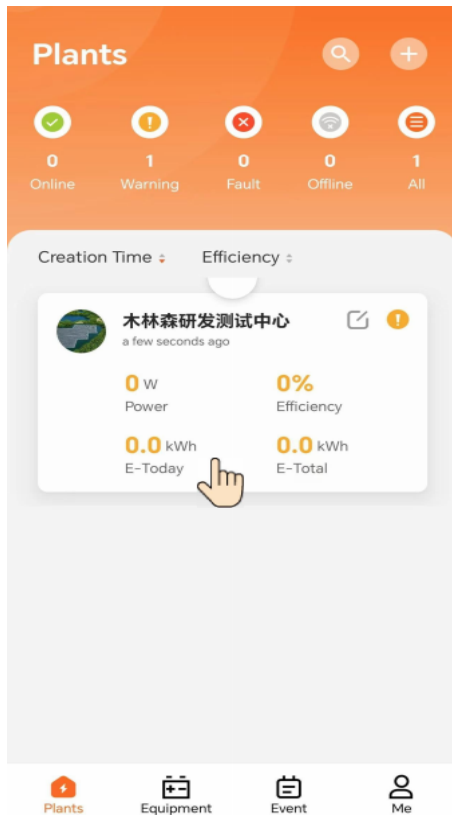 Plants
0 1 0 0 1
Online Warning Fault Offline All
Creation Time Efficiency
木林森研发测试中心
a few seconds ago
0 W 0%
Power Efficiency
0.0 kWh 0.0 kWh
E-Today E-Total
Plants Equipment Event Me